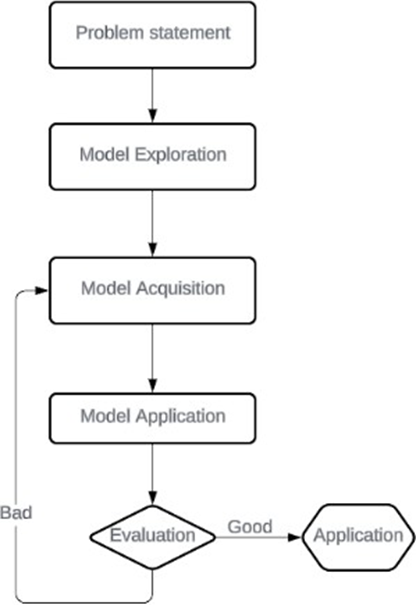 Problem statement
Model Exploration
Model Acquisition
Model Application
Bad
Evaluation
Good
Application